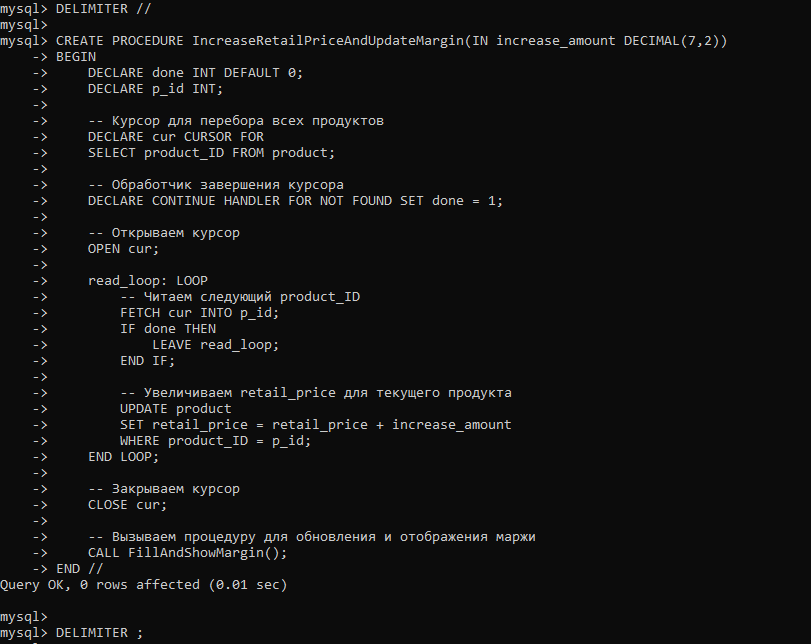 mysql> DELIMITER //
mysql>
mysql> CREATE PROCEDURE IncreaseRetailPriceAndUpdateMargin(IN increase_amount DECIMAL(7,2))
    -> BEGIN
    ->     DECLARE done INT DEFAULT 0;
    ->     DECLARE p_id INT;
    ->
    ->     -- Курсор для перебора всех продуктов
    ->     DECLARE cur CURSOR FOR
    ->     SELECT product_ID FROM product;
    ->
    ->     -- Обработчик завершения курсора
    ->     DECLARE CONTINUE HANDLER FOR NOT FOUND SET done = 1;
    ->
    ->     -- Открываем курсор
    ->     OPEN cur;
    ->
    ->     read_loop: LOOP
    ->         -- Читаем следующий product_ID
    ->         FETCH cur INTO p_id;
    ->         IF done THEN
    ->             LEAVE read_loop;
    ->         END IF;
    ->
    ->         -- Увеличиваем retail_price для текущего продукта
    ->         UPDATE product
    ->         SET retail_price = retail_price + increase_amount
    ->         WHERE product_ID = p_id;
    ->     END LOOP;
    ->
    ->     -- Закрываем курсор
    ->     CLOSE cur;
    ->
    ->     -- Вызываем процедуру для обновления и отображения маржи
    ->     CALL FillAndShowMargin();
    -> END //
Query OK, 0 rows affected (0.01 sec)

mysql>
mysql> DELIMITER ;